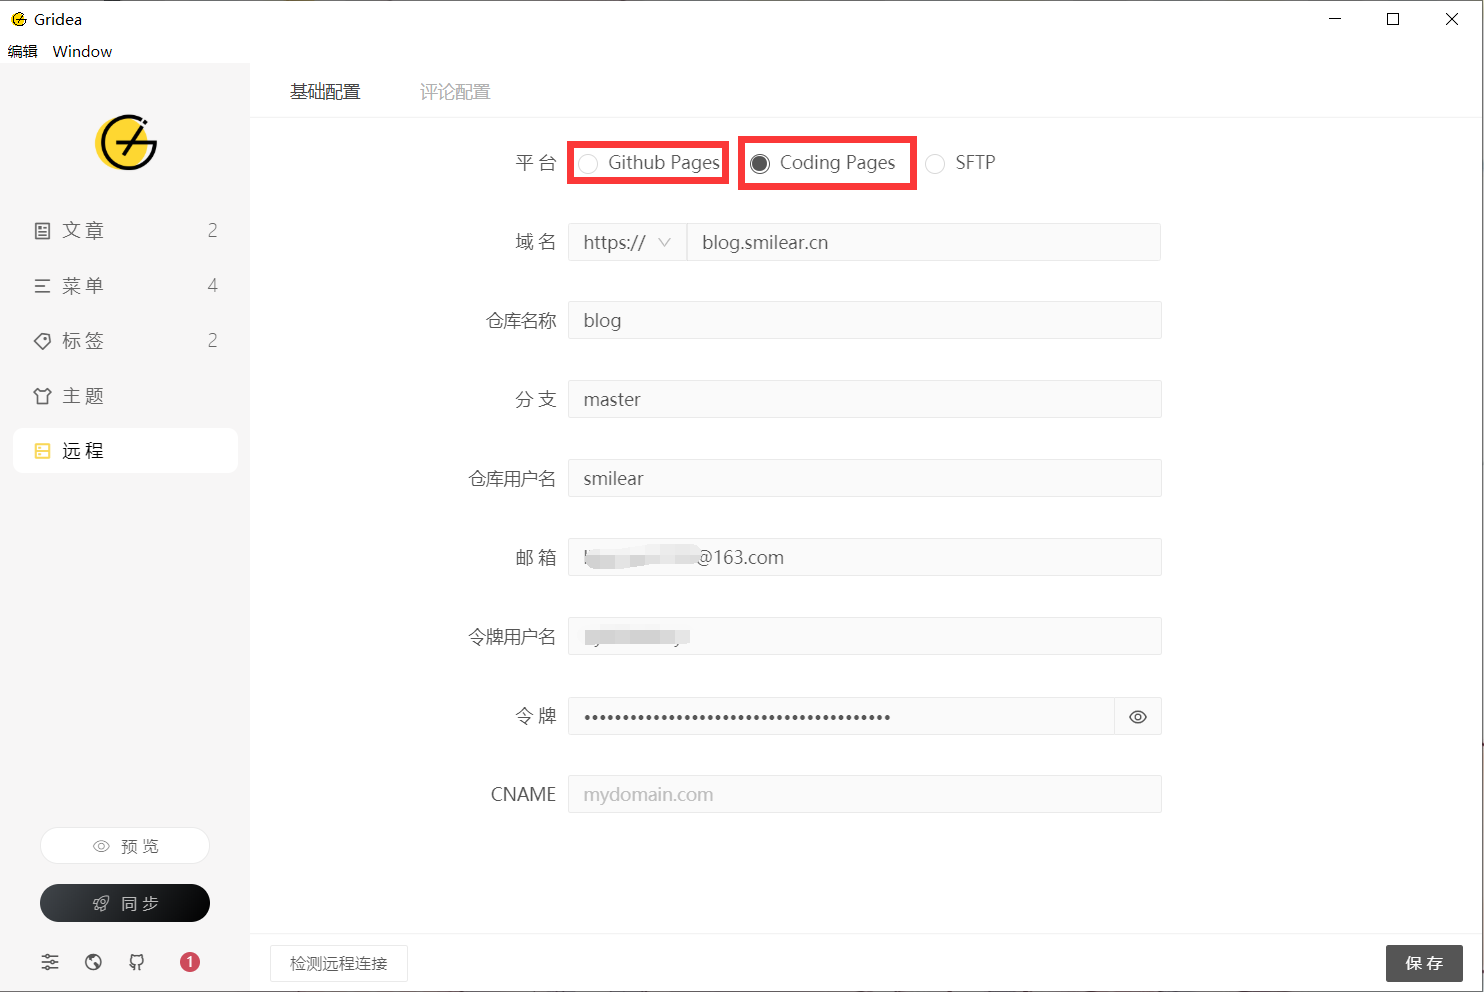 Gridea
编辑 Window
基础配置 评论配置
平台 Github Pages Coding Pages SFTP
文章 2
域名 https:// blog.smilear.cn
菜单 4
仓库名称 blog
标签 2
主题
分支 master
远程
仓库用户名 smilear
邮箱 @163.com
令牌用户名
令牌 ••••••••••••••••••••••••••••••••••••••••
CNAME mydomain.com
预览
同步
1
检测远程连接 保存